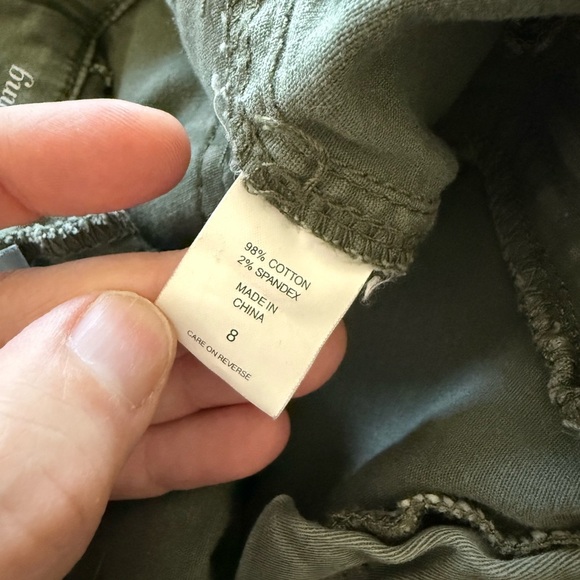 98% COTTON
2% SPANDEX
MADE IN
CHINA
8
CARE ON REVERSE